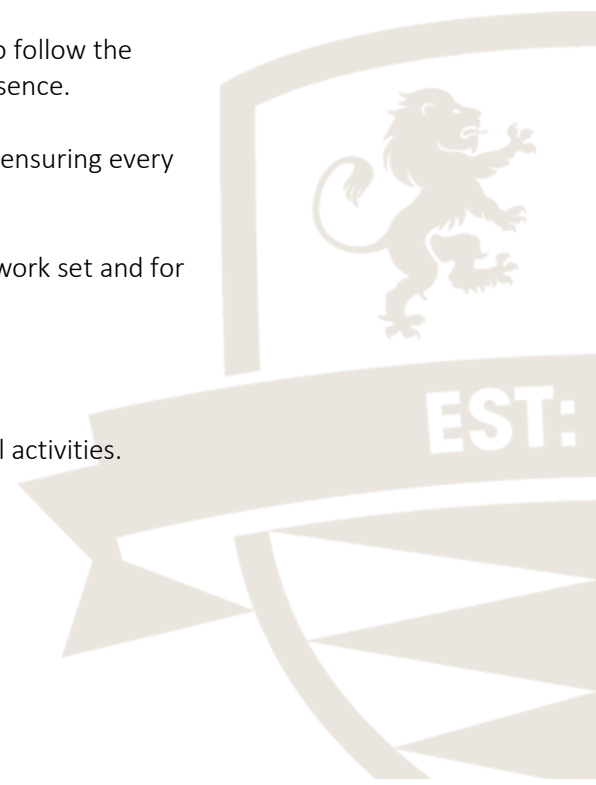 follow the
sence.
ensuring every
work set and for
activities.
EST: